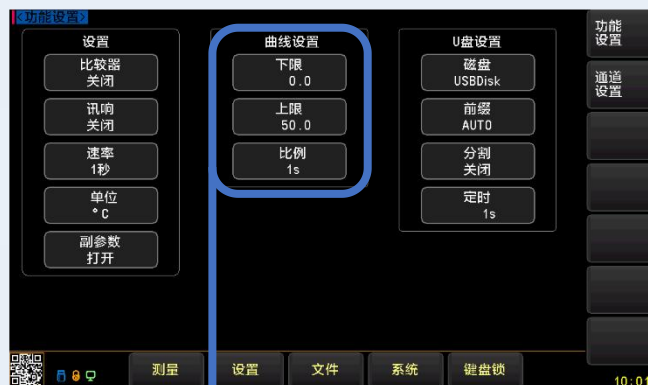 <功能设置>
设置
比较器
关闭
讯响
关闭
速率
1秒
单位
°C
副参数
打开
曲线设置
下限
0.0
上限
50.0
比例
1s
U盘设置
磁盘
USBDisk
前缀
AUTO
分割
关闭
定时
1s
功能
设置
通道
设置
测量
设置
文件
系统
键盘锁